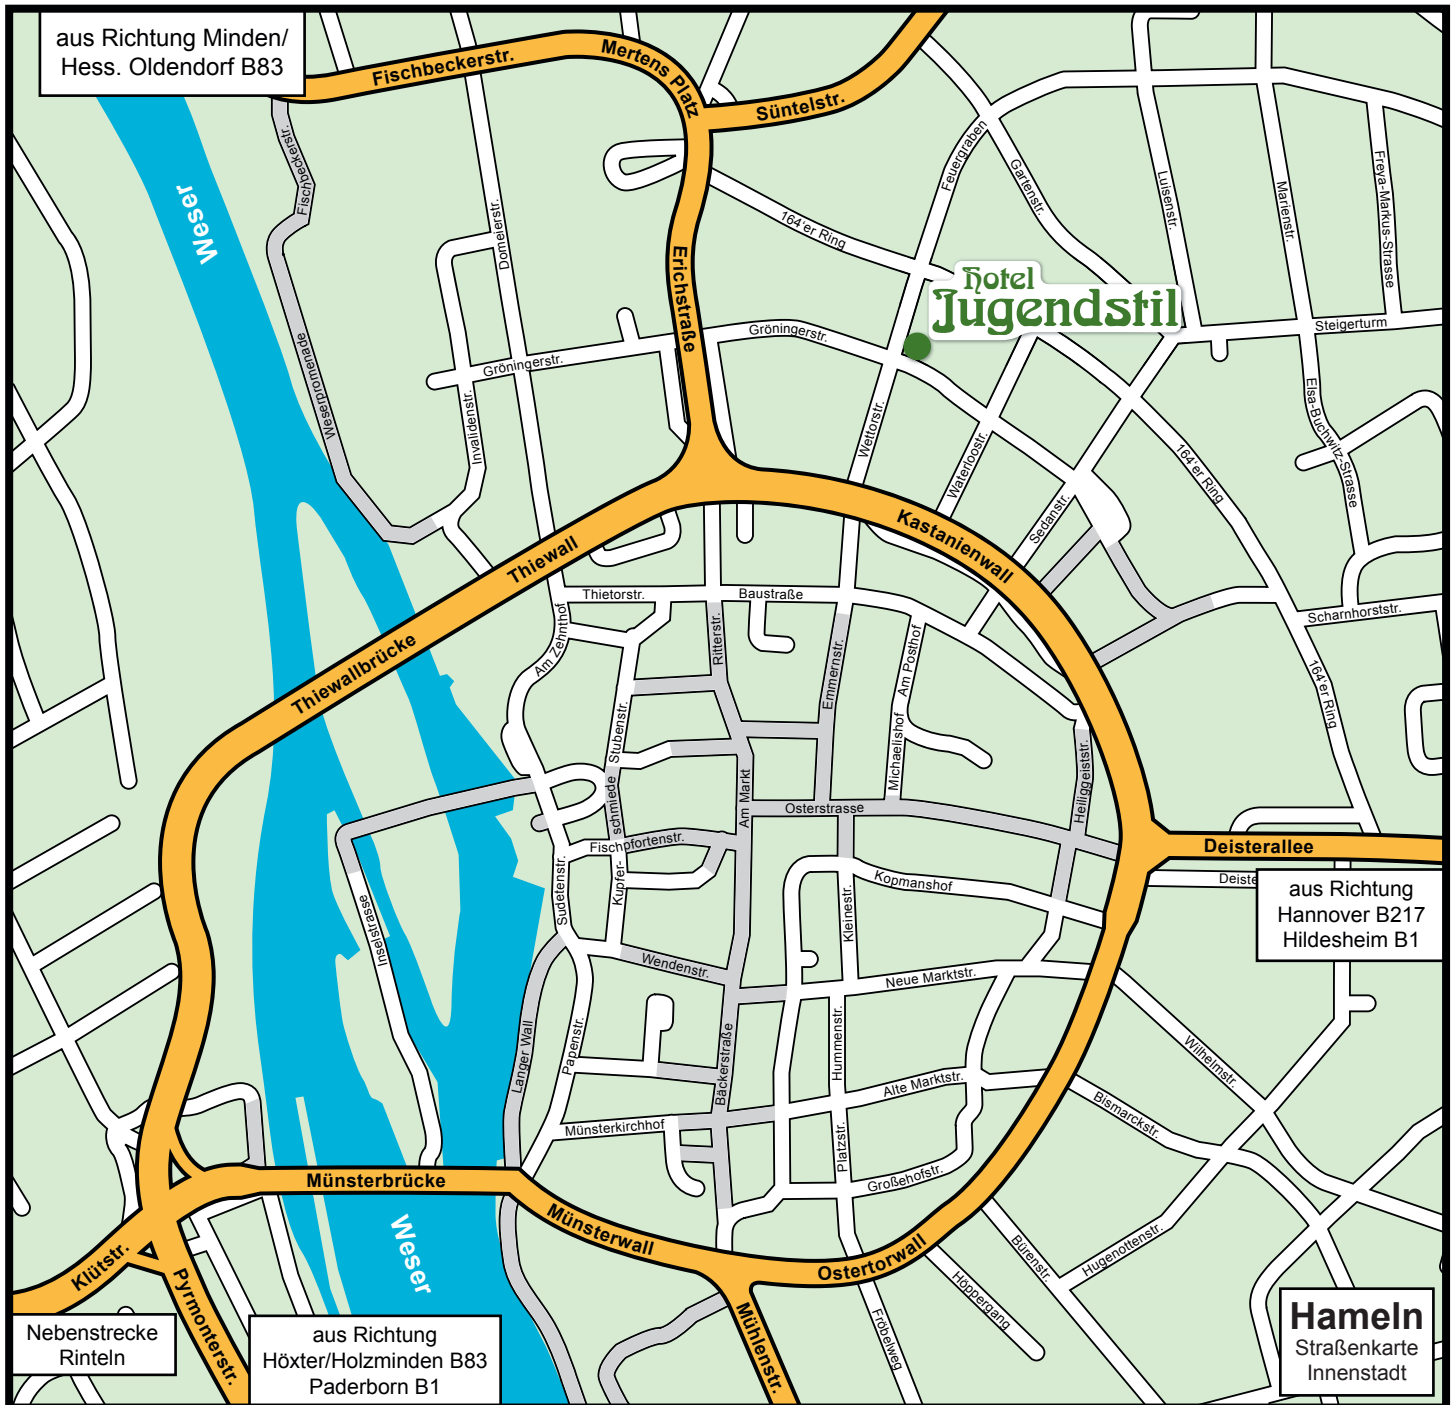 aus Richtung Minden/
Hess. Oldendorf B83
Fischbeckerstr.
Mertens Platz
Süntelstr.
Fischbeckerstr.
Weser
Domeierstr.
Feuergraben
Gartenstr.
Luisenstr.
Marienstr.
Freya-Markus-Strasse
164'er Ring
Erichstraße
Hotel
Jugendstil
Steigerturm
Weserpromenade
Gröningerstr.
Gröningerstr.
Invalidenstr.
Wettorstr.
Waterloostr.
Elsa-Buchwitz-Strasse
164'er Ring
Sedanstr.
Kastanienwall
Thiewall
Thietorstr.
Baustraße
Scharnhorststr.
Am Zehnthof
Ritterstr.
Emmernstr.
Am Posthof
Thiewallbrücke
164'er Ring
Stubenstr.
Michaelishof
Heiliggeiststr.
Am Markt
Osterstrasse
Kupfer-
schmiede
Fischpfortenstr.
Deisterallee
Deiste
aus Richtung
Hannover B217
Hildesheim B1
Sudetenstr.
Kopmanshof
Kleinestr.
Inselstrasse
Wendenstr.
Neue Marktstr.
Langer Wall
Papenstr.
Bäckerstraße
Hummenstr.
Wilhelmstr.
Alte Marktstr.
Bismarckstr.
Münsterkirchhof
Platzstr.
Großehofstr.
Münsterbrücke
Münsterwall
Weser
Ostertorwall
Bürenstr.
Hugenottenstr.
Klütstr.
Pyrmonterstr.
Höppergang
Mühlenstr.
Fröbelweg
Nebenstrecke
Rinteln
aus Richtung
Höxter/Holzminden B83
Paderborn B1
Hameln
Straßenkarte
Innenstadt